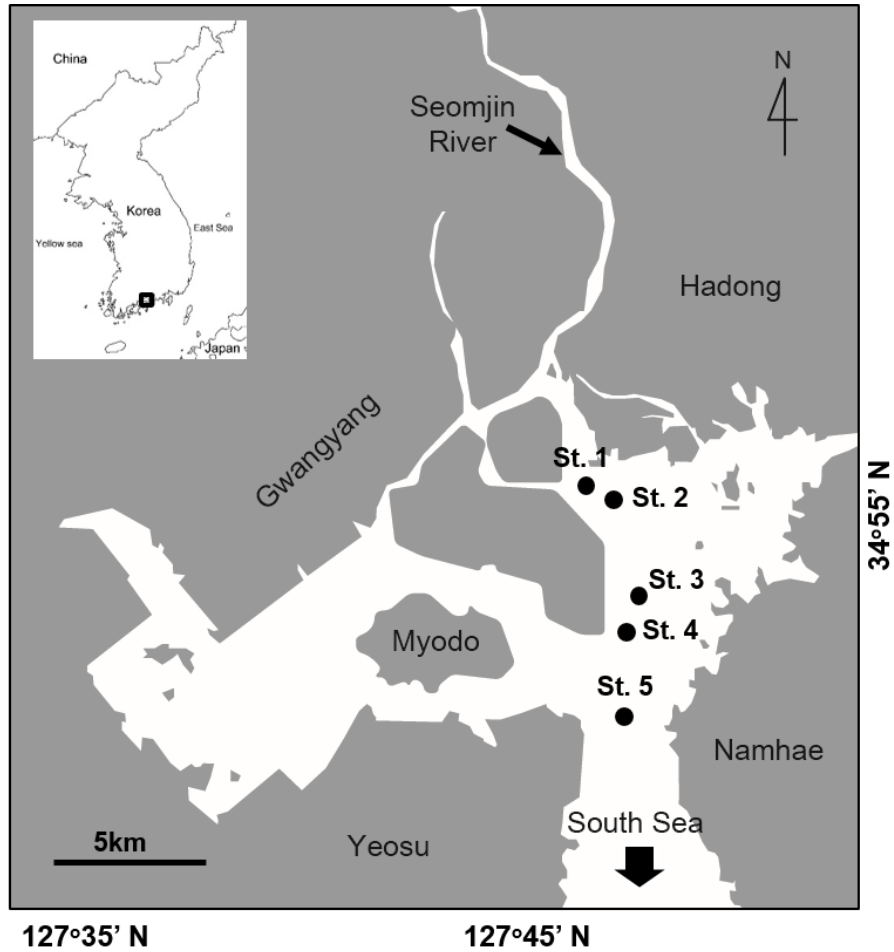 China
Korea
East Sea
Yellow sea
Japan
N
Seomjin
River
Hadong
Gwangyang
St. 1
St. 2
34°55' N
St. 3
St. 4
Myodo
St. 5
Namhae
South Sea
5km
Yeosu
127°35' N
127°45' N